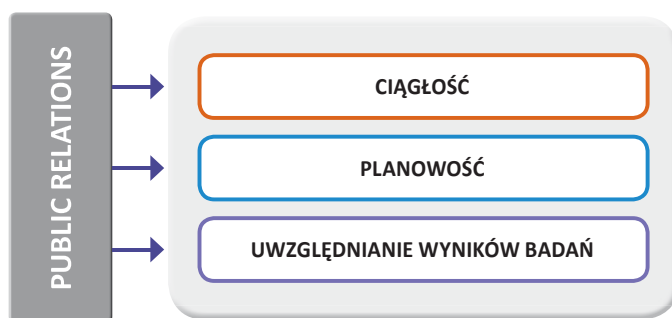 PUBLIC RELATIONS
CIĄGŁOŚĆ
PLANOWOŚĆ
UWZGLĘDNIANIE WYNIKÓW BADAŃ